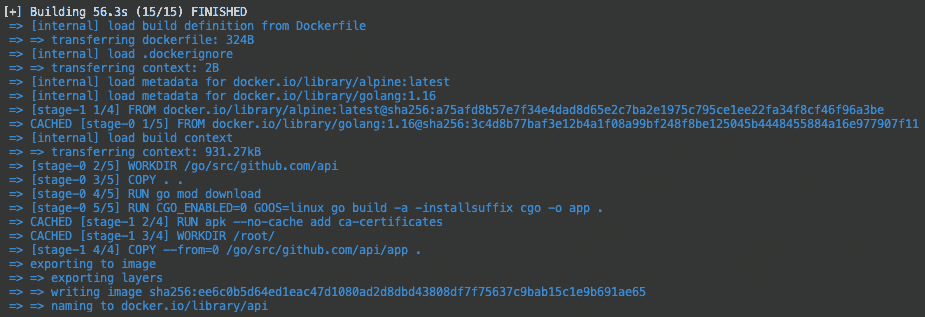 [+] Building 56.3s (15/15) FINISHED
=> [internal] load build definition from Dockerfile
=> => transferring dockerfile: 324B
=> [internal] load .dockerignore
=> => transferring context: 2B
=> [internal] load metadata for docker.io/library/alpine:latest
=> [internal] load metadata for docker.io/library/golang:1.16
=> [stage-1 1/4] FROM docker.io/library/alpine:latest@sha256:a75afd8b57e7f34e4dad8d65e2c7ba2e1975c795ce1ee22fa34f8cf46f96a3be
=> CACHED [stage-0 1/5] FROM docker.io/library/golang:1.16@sha256:3c4d8b77baf3e12b4a1f08a99bf248f8be125045b4448455884a16e977907f11
=> [internal] load build context
=> => transferring context: 931.27kB
=> [stage-0 2/5] WORKDIR /go/src/github.com/api
=> [stage-0 3/5] COPY . .
=> [stage-0 4/5] RUN go mod download
=> [stage-0 5/5] RUN CGO_ENABLED=0 GOOS=linux go build -a -installsuffix cgo -o app .
=> CACHED [stage-1 2/4] RUN apk --no-cache add ca-certificates
=> CACHED [stage-1 3/4] WORKDIR /root/
=> [stage-1 4/4] COPY --from=0 /go/src/github.com/api/app .
=> exporting to image
=> => exporting layers
=> => writing image sha256:ee6c0b5d64ed1eac47d1080ad2d8dbd43808df7f75637c9bab15c1e9b691ae65
=> => naming to docker.io/library/api